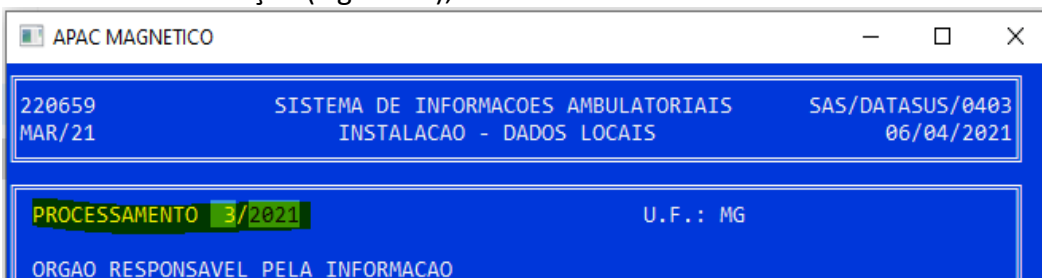 APAC MAGNETICO
220659 SISTEMA DE INFORMACOES AMBULATORIAIS SAS/DATASUS/0403
MAR/21 INSTALACAO - DADOS LOCAIS 06/04/2021
PROCESSAMENTO 3/2021 U.F.: MG
ORGAO RESPONSAVEL PELA INFORMACAO